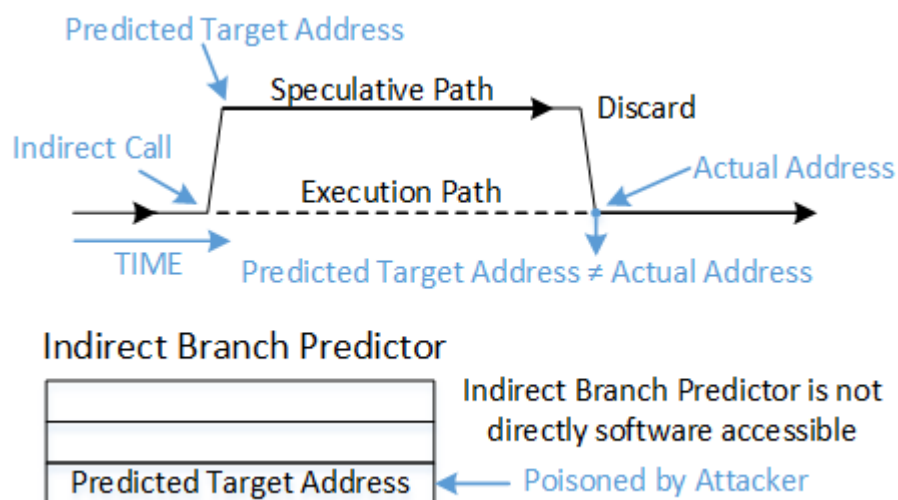 Predicted Target Address
Speculative Path
Discard
Indirect Call
Execution Path
Actual Address
TIME
Predicted Target Address ≠ Actual Address
Indirect Branch Predictor
Indirect Branch Predictor is not
directly software accessible
Predicted Target Address
Poisoned by Attacker